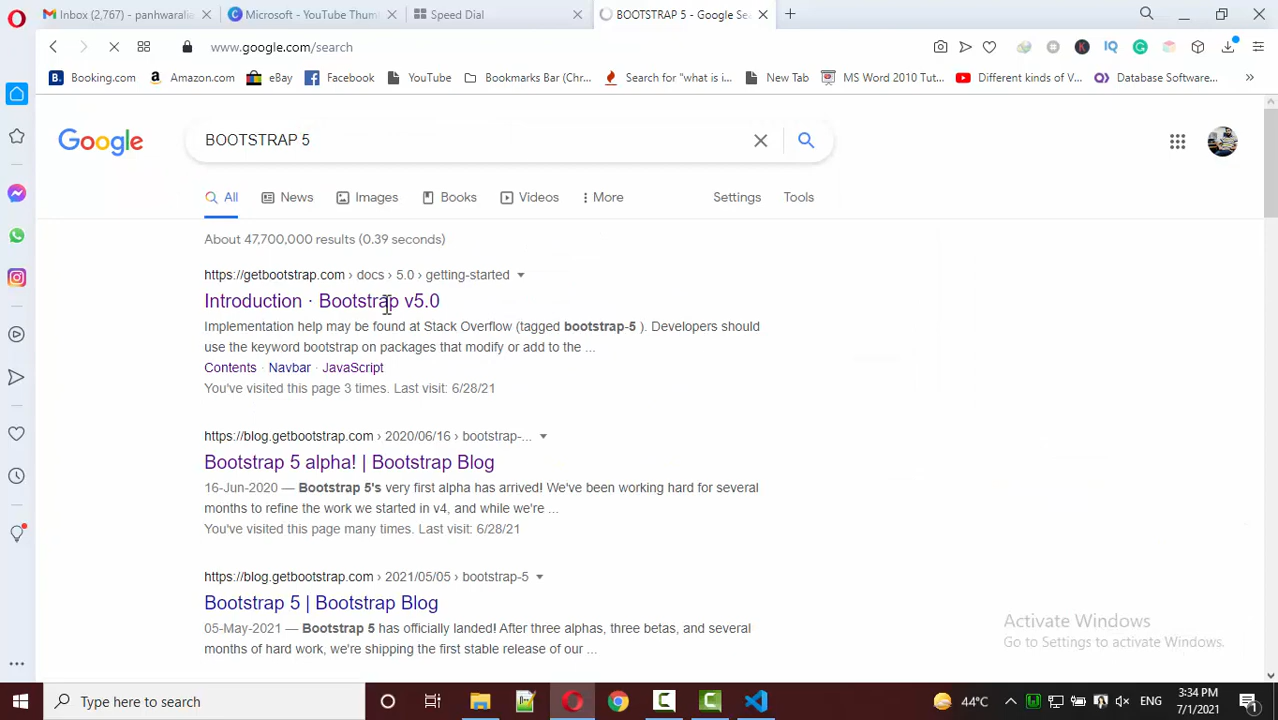 Inbox (2,767) - panhwarali
Microsoft - YouTube Thum
Speed Dial
BOOTSTRAP 5 - Google Se
www.google.com/search
Booking.com
Amazon.com
eBay
Facebook
YouTube
Bookmarks Bar (Chr...
Search for "what is i...
New Tab
MS Word 2010 Tut...
Different kinds of V...
Database Software...
»
Google
BOOTSTRAP 5
All
News
Images
Books
Videos
More
Settings
Tools
About 47,700,000 results (0.39 seconds)
https://getbootstrap.com › docs › 5.0 › getting-started
Introduction · Bootstrap v5.0
Implementation help may be found at Stack Overflow (tagged bootstrap-5 ). Developers should
use the keyword bootstrap on packages that modify or add to the ...
Contents · Navbar · JavaScript
You've visited this page 3 times. Last visit: 6/28/21
https://blog.getbootstrap.com › 2020/06/16 › bootstrap-...
Bootstrap 5 alpha! | Bootstrap Blog
16-Jun-2020 — Bootstrap 5's very first alpha has arrived! We've been working hard for several
months to refine the work we started in v4, and while we're ...
You've visited this page many times. Last visit: 6/28/21
https://blog.getbootstrap.com › 2021/05/05 › bootstrap-5
Bootstrap 5 | Bootstrap Blog
05-May-2021 — Bootstrap 5 has officially landed! After three alphas, three betas, and several
months of hard work, we're shipping the first stable release of our ...
Activate Windows
Go to Settings to activate Windows.
Type here to search
44°C
ENG
3:34 PM
7/1/2021
1